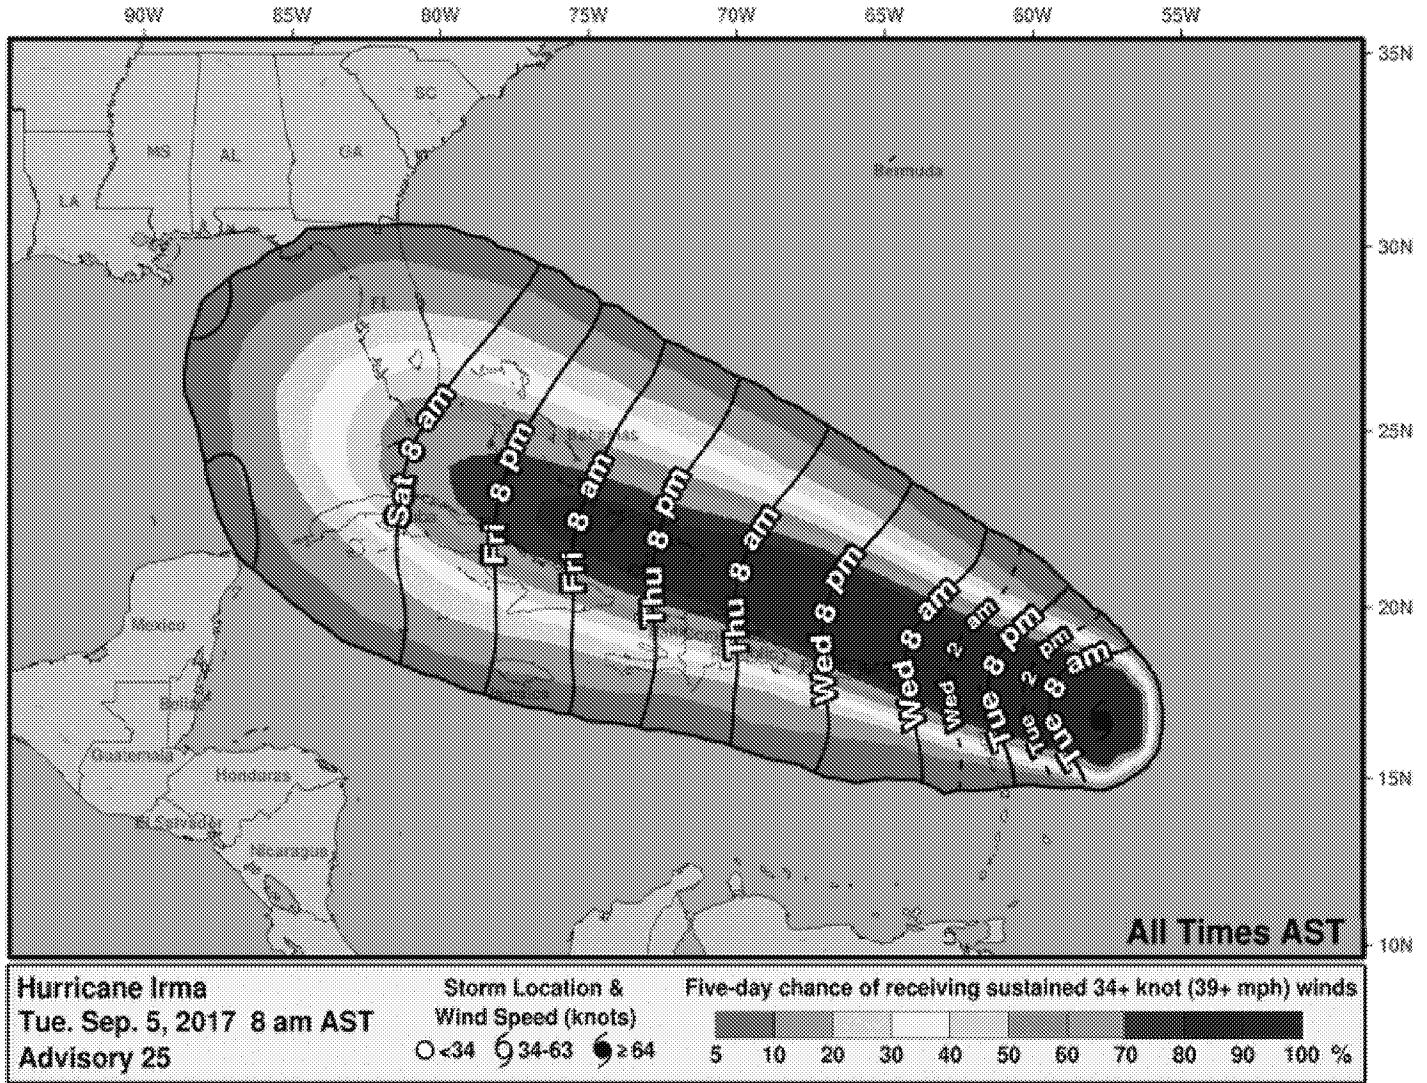 90W 85W 80W 75W 70W 65W 60W 55W
35N
SC
MS AL GA
Bermuda
LA
30N
FL
Sat 8 am
Fri 8 pm
Fri 8 am
Thu 8 pm
Thu 8 am
Wed 8 pm
Wed 8 am
Wed 2 am
Tue 8 pm
Tue 2 pm
Tue 8 am
Bahamas
25N
20N
Mexico
Belize
Guatemala
Honduras
15N
El Salvador
Nicaragua
All Times AST
10N
Hurricane Irma
Tue. Sep. 5, 2017 8 am AST
Advisory 25
Storm Location &
Wind Speed (knots)
<34 34-63 ≥ 64
Five-day chance of receiving sustained 34+ knot (39+ mph) winds
5 10 20 30 40 50 60 70 80 90 100 %